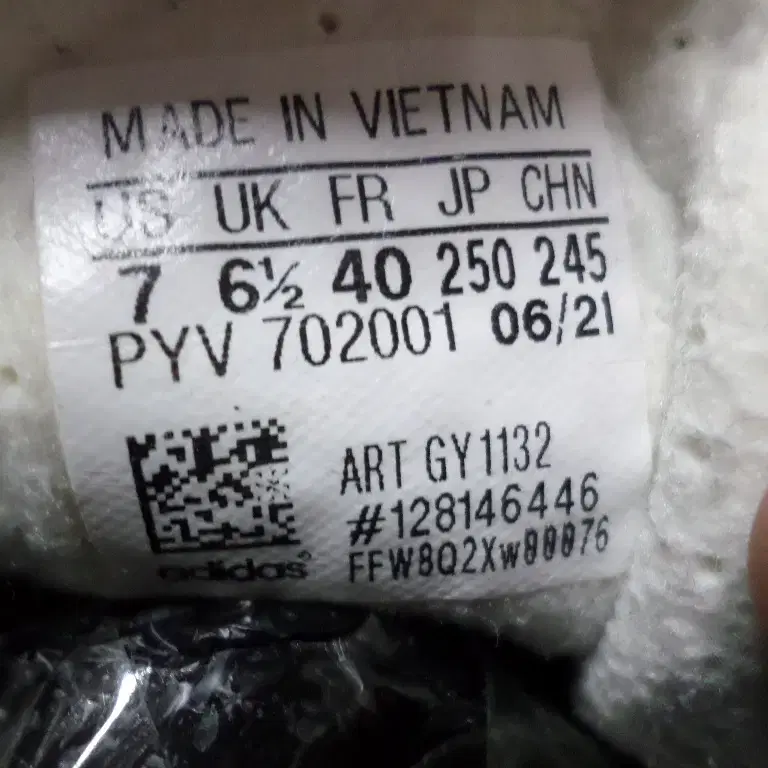 MADE IN VIETNAM
US UK FR JP CHN
7 6½ 40 250 245
PYV 702001 06/21
ART GY1132
#128146446
adidas